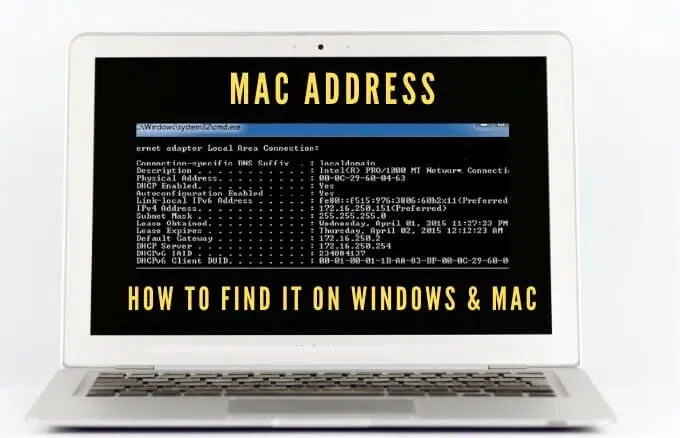 MAC ADDRESS
:\Windows\system32\cmd.exe
ernet adapter Local Area Connection:
Connection-specific DNS Suffix . : localdomain
Description . . . . . . . . . . . : Intel(R) PRO/1000 MT Network Connecti
Physical Address. . . . . . . . . : 00-0C-29-60-04-63
DHCP Enabled. . . . . . . . . . . : Yes
Autoconfiguration Enabled . . . . : Yes
Link-local IPv6 Address . . . . . : fe80::f515:976:3806:60b2%11(Preferred
IPv4 Address. . . . . . . . . . . : 172.16.250.151(Preferred)
Subnet Mask . . . . . . . . . . . : 255.255.255.0
Lease Obtained. . . . . . . . . . : Wednesday, April 01, 2015 11:27:23 PM
Lease Expires . . . . . . . . . . : Thursday, April 02, 2015 12:12:23 AM
Default Gateway . . . . . . . . . : 172.16.250.2
DHCP Server . . . . . . . . . . . : 172.16.250.254
DHCPv6 IAID . . . . . . . . . . . : 234884137
DHCPv6 Client DUID. . . . . . . . : 00-01-00-01-1B-AA-83-BF-00-0C-29-60-0
HOW TO FIND IT ON WINDOWS & MAC